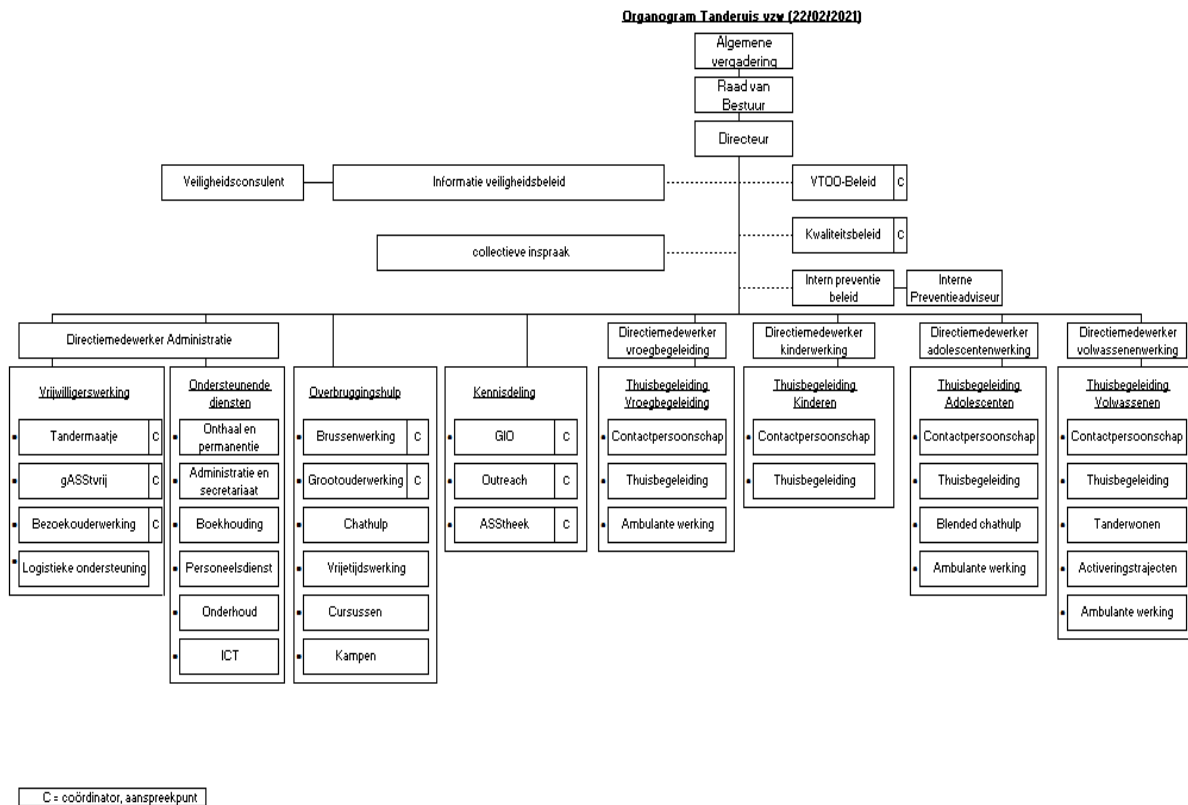 Organogram Tanderuis vzw (22/02/2021)
Algemene
vergadering
Raad van
Bestuur
Directeur
Veiligheidsconsulent
Informatie veiligheidsbeleid
VTOO-Beleid
C
collectieve inspraak
Kwaliteitsbeleid
C
Intern preventie
beleid
Interne
Preventieadviseur
Directiemedewerker Administratie
Directiemedewerker
vroegbegeleiding
Directiemedewerker
kinderwerking
Directiemedewerker
adolescentenwerking
Directiemedewerker
volwassenenwerking
Vrijwilligerswerking
Tandermaatje
C
gASStvrij
C
Bezoekouderwerking
C
Logistieke ondersteuning
Ondersteunende
diensten
Onthaal en
permanentie
Administratie en
secretariaat
Boekhouding
Personeelsdienst
Onderhoud
ICT
Overbruggingshulp
Brussenwerking
C
Grootouderwerking
C
Chathulp
Vrijetijdswerking
Cursussen
Kampen
Kennisdeling
GIO
C
Outreach
C
ASStheek
C
Thuisbegeleiding
Vroegbegeleiding
Contactpersoonschap
Thuisbegeleiding
Ambulante werking
Thuisbegeleiding
Kinderen
Contactpersoonschap
Thuisbegeleiding
Thuisbegeleiding
Adolescenten
Contactpersoonschap
Thuisbegeleiding
Blended chathulp
Ambulante werking
Thuisbegeleiding
Volwassenen
Contactpersoonschap
Thuisbegeleiding
Tanderwonen
Activeringstrajecten
Ambulante werking
C = coördinator, aanspreekpunt